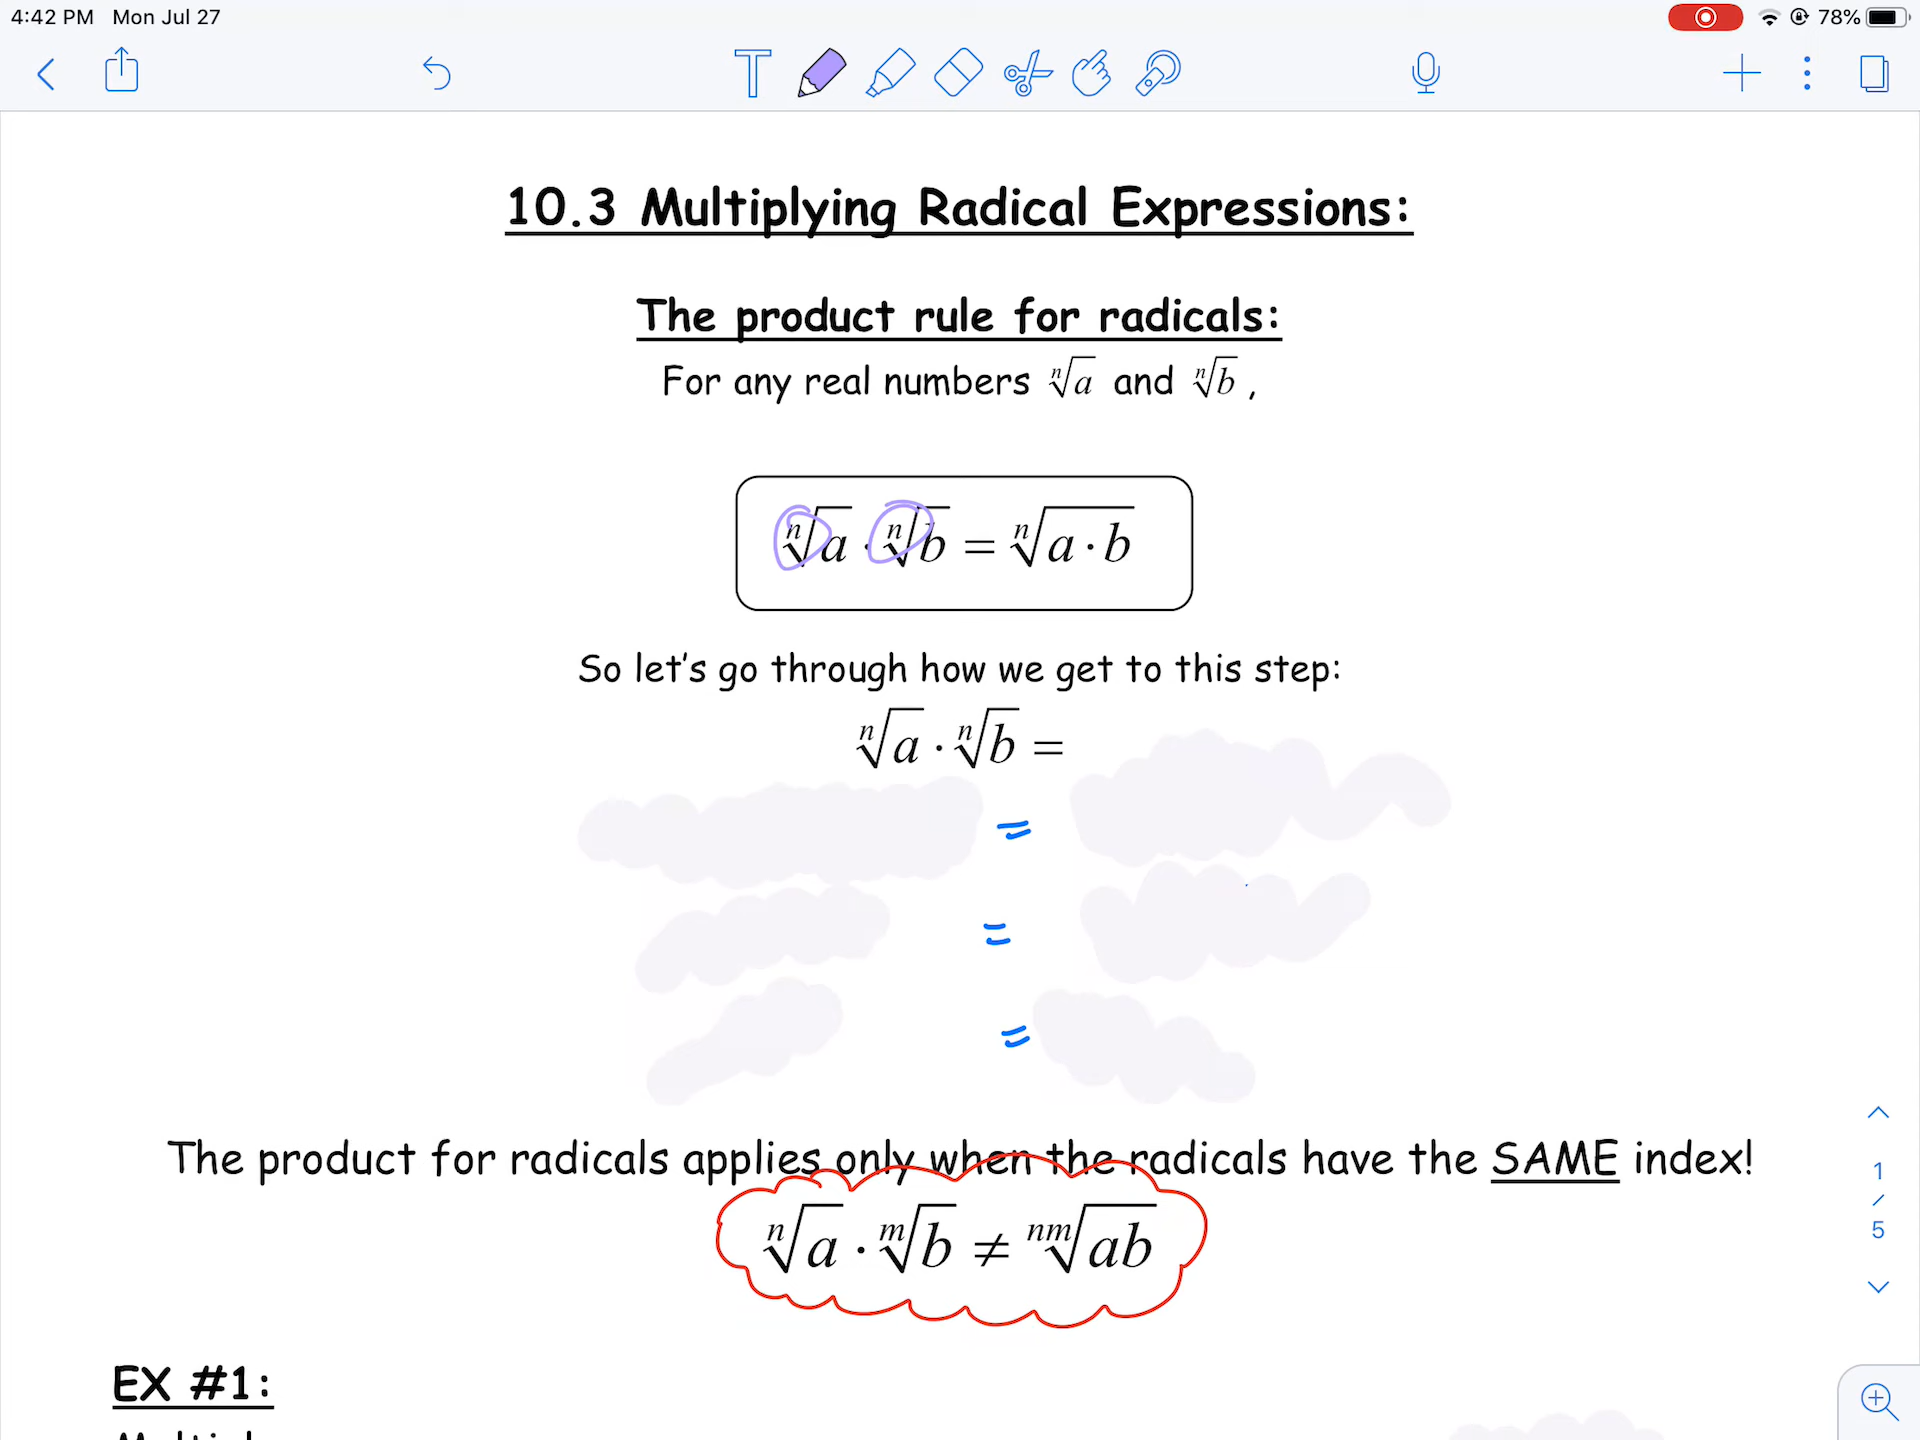 4:42 PM Mon Jul 27 78%
T
10.3 Multiplying Radical Expressions:
The product rule for radicals:
For any real numbers ⁿ√a and ⁿ√b ,
ⁿ√a · ⁿ√b = ⁿ√a · b
So let's go through how we get to this step:
ⁿ√a · ⁿ√b =
=
=
=
The product for radicals applies only when the radicals have the SAME index!
ⁿ√a · ᵐ√b ≠ ⁿᵐ√ab
1
/
5
EX #1: